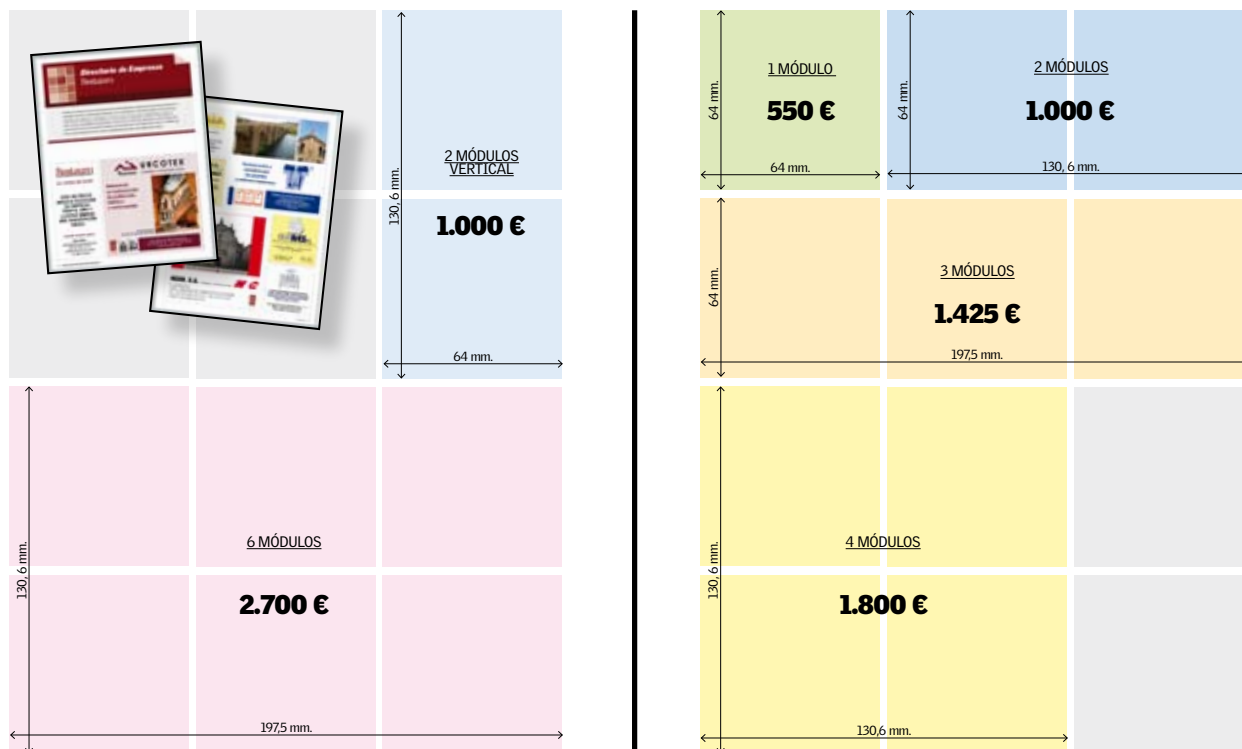 Directorio de Empresas
URCOTEX
2 MÓDULOS
VERTICAL
1.000 €
130, 6 mm.
64 mm.
6 MÓDULOS
2.700 €
130, 6 mm.
197,5 mm.
1 MÓDULO
550 €
64 mm.
64 mm.
2 MÓDULOS
1.000 €
64 mm.
130, 6 mm.
3 MÓDULOS
1.425 €
64 mm.
197,5 mm.
4 MÓDULOS
1.800 €
130, 6 mm.
130,6 mm.